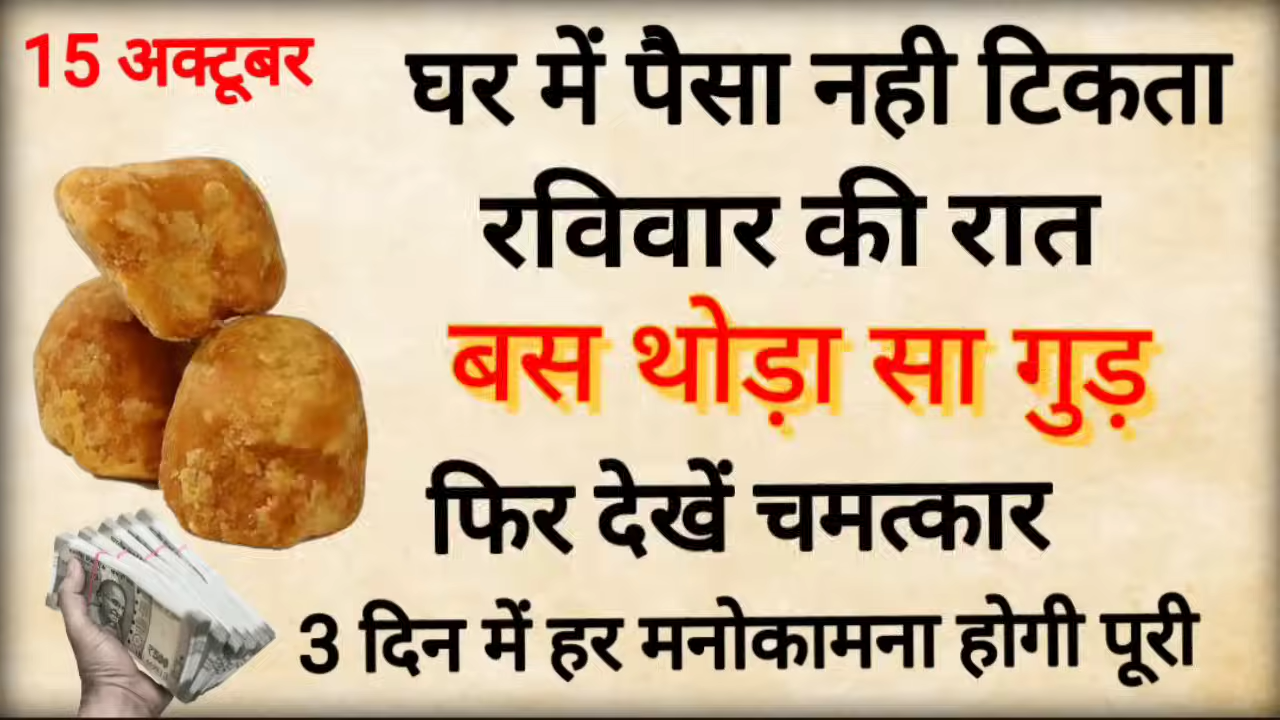 15 अक्टूबर
घर में पैसा नही टिकता
रविवार की रात
बस थोड़ा सा गुड़
फिर देखें चमत्कार
3 दिन में हर मनोकामना होगी पूरी